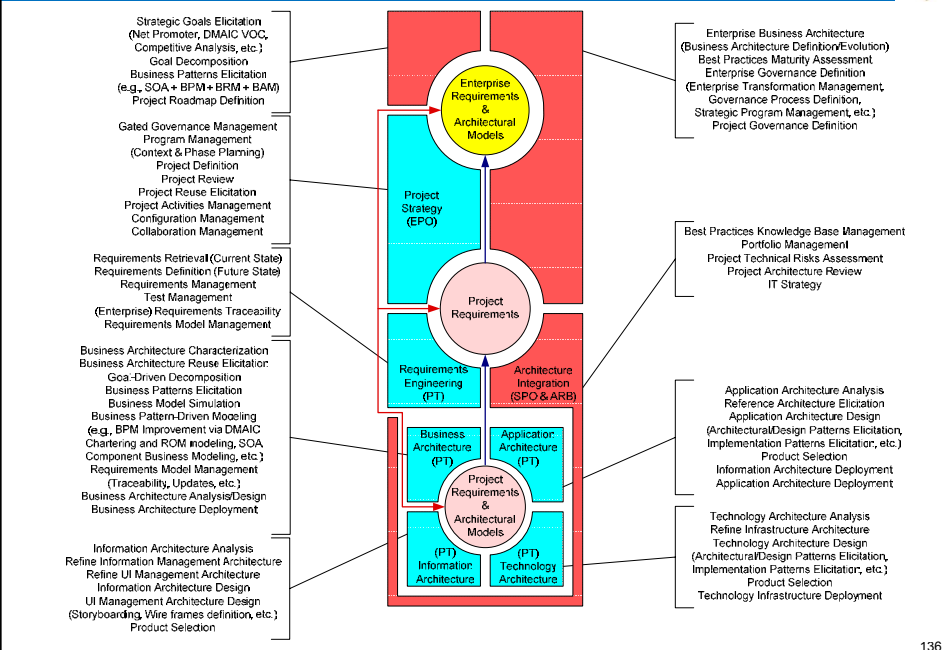 Strategic Goals Elicitation
(Net Promoter, DMAIC VOC,
Competitive Analysis, etc.)
Goal Decomposition
Business Patterns Elicitation
(e.g., SOA + BPM + BRM + BAM)
Project Roadmap Definition
Gated Governance Management
Program Management
(Context & Phase Planning)
Project Definition
Project Review
Project Reuse Elicitation
Project Activities Management
Configuration Management
Collaboration Management
Requirements Retrieval (Current State)
Requirements Definition (Future State)
Requirements Management
Test Management
(Enterprise) Requirements Traceability
Requirements Model Management
Business Architecture Characterization
Business Architecture Reuse Elicitation
Goal-Driven Decomposition
Business Patterns Elicitation
Business Model Simulation
Business Pattern-Driven Modeling
(e.g., BPM Improvement via DMAIC
Chartering and ROM modeling, SOA
Component Business Modeling, etc.)
Requirements Model Management
(Traceability, Updates, etc.)
Business Architecture Analysis/Design
Business Architecture Deployment
Information Architecture Analysis
Refine Information Management Architecture
Refine UI Management Architecture
Information Architecture Design
UI Management Architecture Design
(Storyboarding, Wire frames definition, etc.)
Product Selection
Enterprise
Requirements
&
Architectural
Models
Project
Strategy
(EPO)
Project
Requirements
Requirements
Engineering
(PT)
Architecture
Integration
(SPO & ARB)
Business
Architecture
(PT)
Application
Architecture
(PT)
Project
Requirements
&
Architectural
Models
(PT)
Information
Architecture
(PT)
Technology
Architecture
Enterprise Business Architecture
(Business Architecture Definition/Evolution)
Best Practices Maturity Assessment
Enterprise Governance Definition
(Enterprise Transformation Management,
Governance Process Definition,
Strategic Program Management, etc.)
Project Governance Definition
Best Practices Knowledge Base Management
Portfolio Management
Project Technical Risks Assessment
Project Architecture Review
IT Strategy
Application Architecture Analysis
Reference Architecture Elicitation
Application Architecture Design
(Architectural/Design Patterns Elicitation,
Implementation Patterns Elicitation, etc.)
Product Selection
Information Architecture Deployment
Application Architecture Deployment
Technology Architecture Analysis
Refine Infrastructure Architecture
Technology Architecture Design
(Architectural/Design Patterns Elicitation,
Implementation Patterns Elicitation, etc.)
Product Selection
Technology Infrastructure Deployment
136